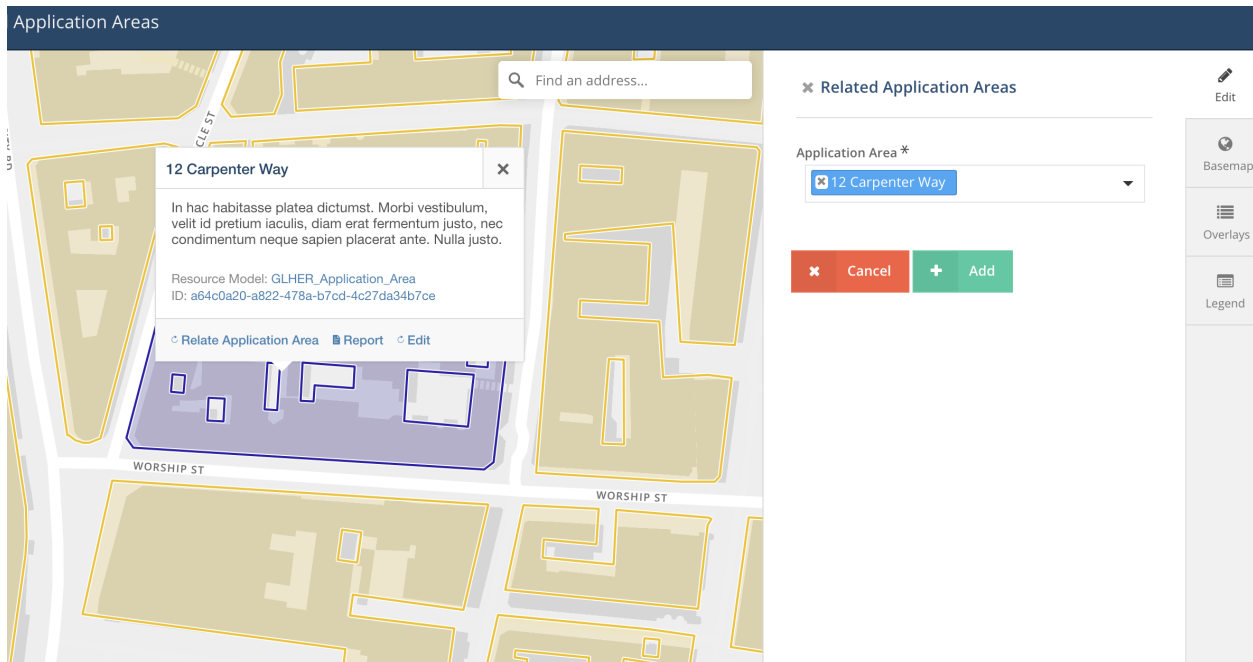 Application Areas
Find an address...
CLE ST
12 Carpenter Way
In hac habitasse platea dictumst. Morbi vestibulum,
velit id pretium iaculis, diam erat fermentum justo, nec
condimentum neque sapien placerat ante. Nulla justo.
Resource Model: GLHER_Application_Area
ID: a64c0a20-a822-478a-b7cd-4c27da34b7ce
Relate Application Area Report Edit
WORSHIP ST
WORSHIP ST
Related Application Areas
Application Area *
12 Carpenter Way
Cancel Add
Edit
Basemap
Overlays
Legend